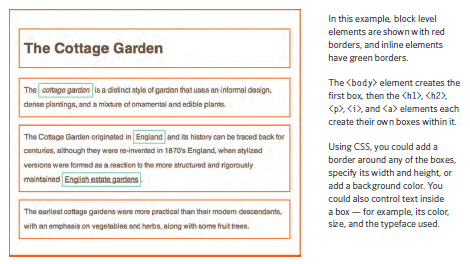 The Cottage Garden
The cottage garden is a distinct style of garden that uses an informal design,
dense plantings, and a mixture of ornamental and edible plants.
The Cottage Garden originated in England and its history can be traced back for
centuries, although they were re-invented in 1870's England, when stylized
versions were formed as a reaction to the more structured and rigorously
maintained English estate gardens.
The earliest cottage gardens were more practical than their modern descendants,
with an emphasis on vegetables and herbs, along with some fruit trees.
In this example, block level
elements are shown with red
borders, and inline elements
have green borders.
The <body> element creates the
first box, then the <h1>, <h2>,
<p>, <i>, and <a> elements each
create their own boxes within it.
Using CSS, you could add a
border around any of the boxes,
specify its width and height, or
add a background color. You
could also control text inside
a box — for example, its color,
size, and the typeface used.